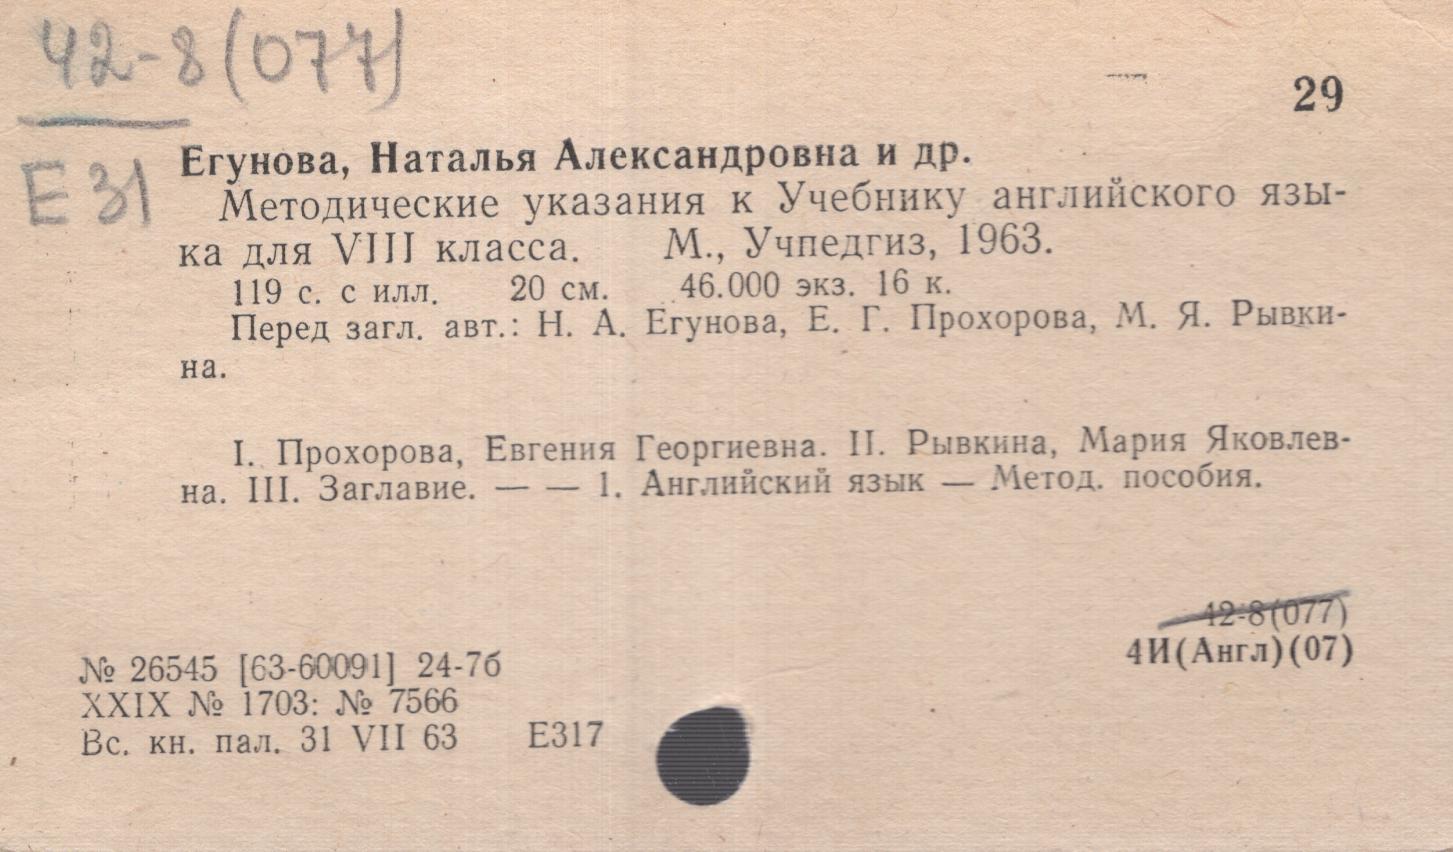 42-8(077)
29
Е31
Егунова, Наталья Александровна и др.
Методические указания к Учебнику английского язы-
ка для VIII класса. М., Учпедгиз, 1963.
119 с. с илл. 20 см. 46.000 экз. 16 к.
Перед загл. авт.: Н. А. Егунова, Е. Г. Прохорова, М. Я. Рывки-
на.
I. Прохорова, Евгения Георгиевна. II. Рывкина, Мария Яковлев-
на. III. Заглавие. — — 1. Английский язык — Метод. пособия.
42-8(077)
4И(Англ)(07)
№ 26545 [63-60091] 24-7б
XXIX № 1703: № 7566
Вс. кн. пал. 31 VII 63 Е317